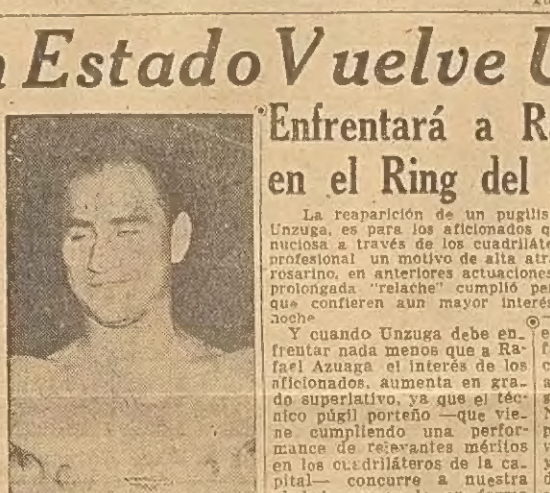 Estado Vuelve
Enfrentará a R
en el Ring del
La reaparición de un pugilis
Unzuga, es para los aficionados q
nuciosa a través de los cuadriláte
profesional un motivo de alta atra
rosarino, en anteriores actuaciones
prolongada "relache" cumplió pe
que confieren aun mayor interés
noche
Y cuando Unzuga debe en-
frentar nada menos que a Ra-
fael Azuaga el interés de los
aficionados, aumenta en gra-
do superlativo, ya que el téc-
nico púgil porteño —que vie-
ne cumpliendo una perfor-
mance de relevantes méritos
en los cuadriláteros de la ca-
pital— concurre a nuestra